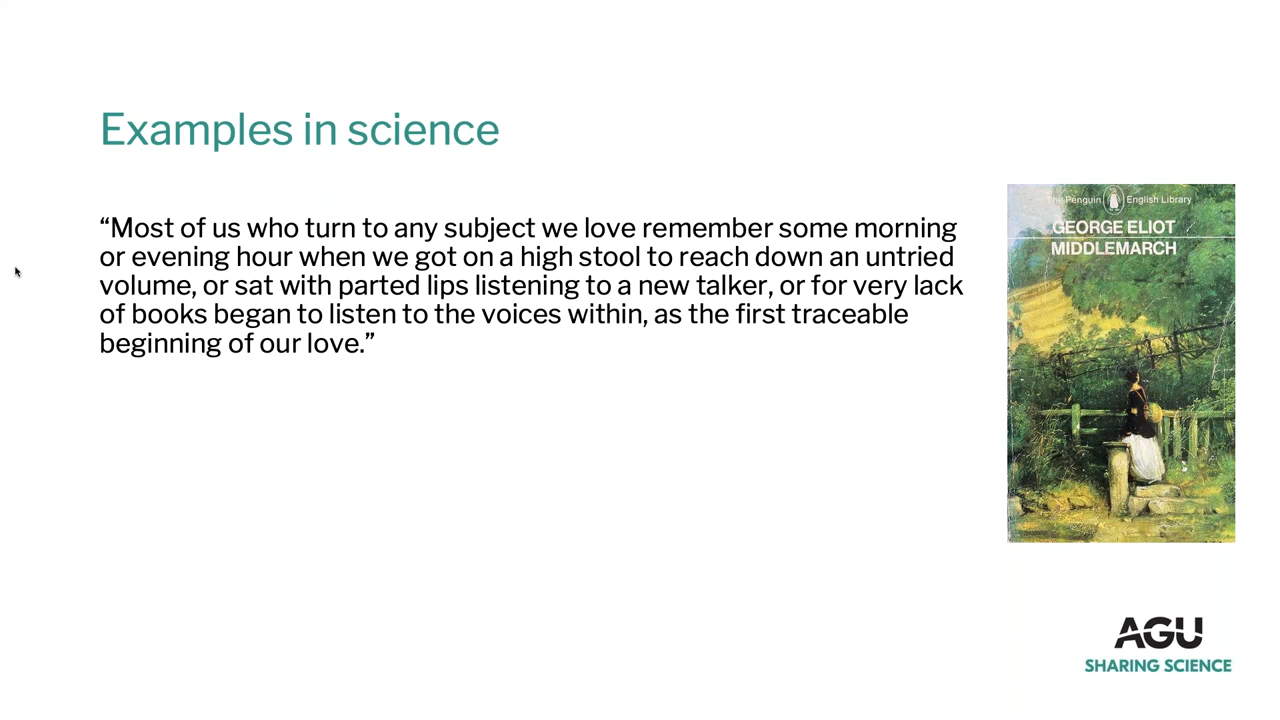 Examples in science
“Most of us who turn to any subject we love remember some morning
or evening hour when we got on a high stool to reach down an untried
volume, or sat with parted lips listening to a new talker, or for very lack
of books began to listen to the voices within, as the first traceable
beginning of our love.”
The Penguin English Library
GEORGE ELIOT
MIDDLEMARCH
AGU
SHARING SCIENCE